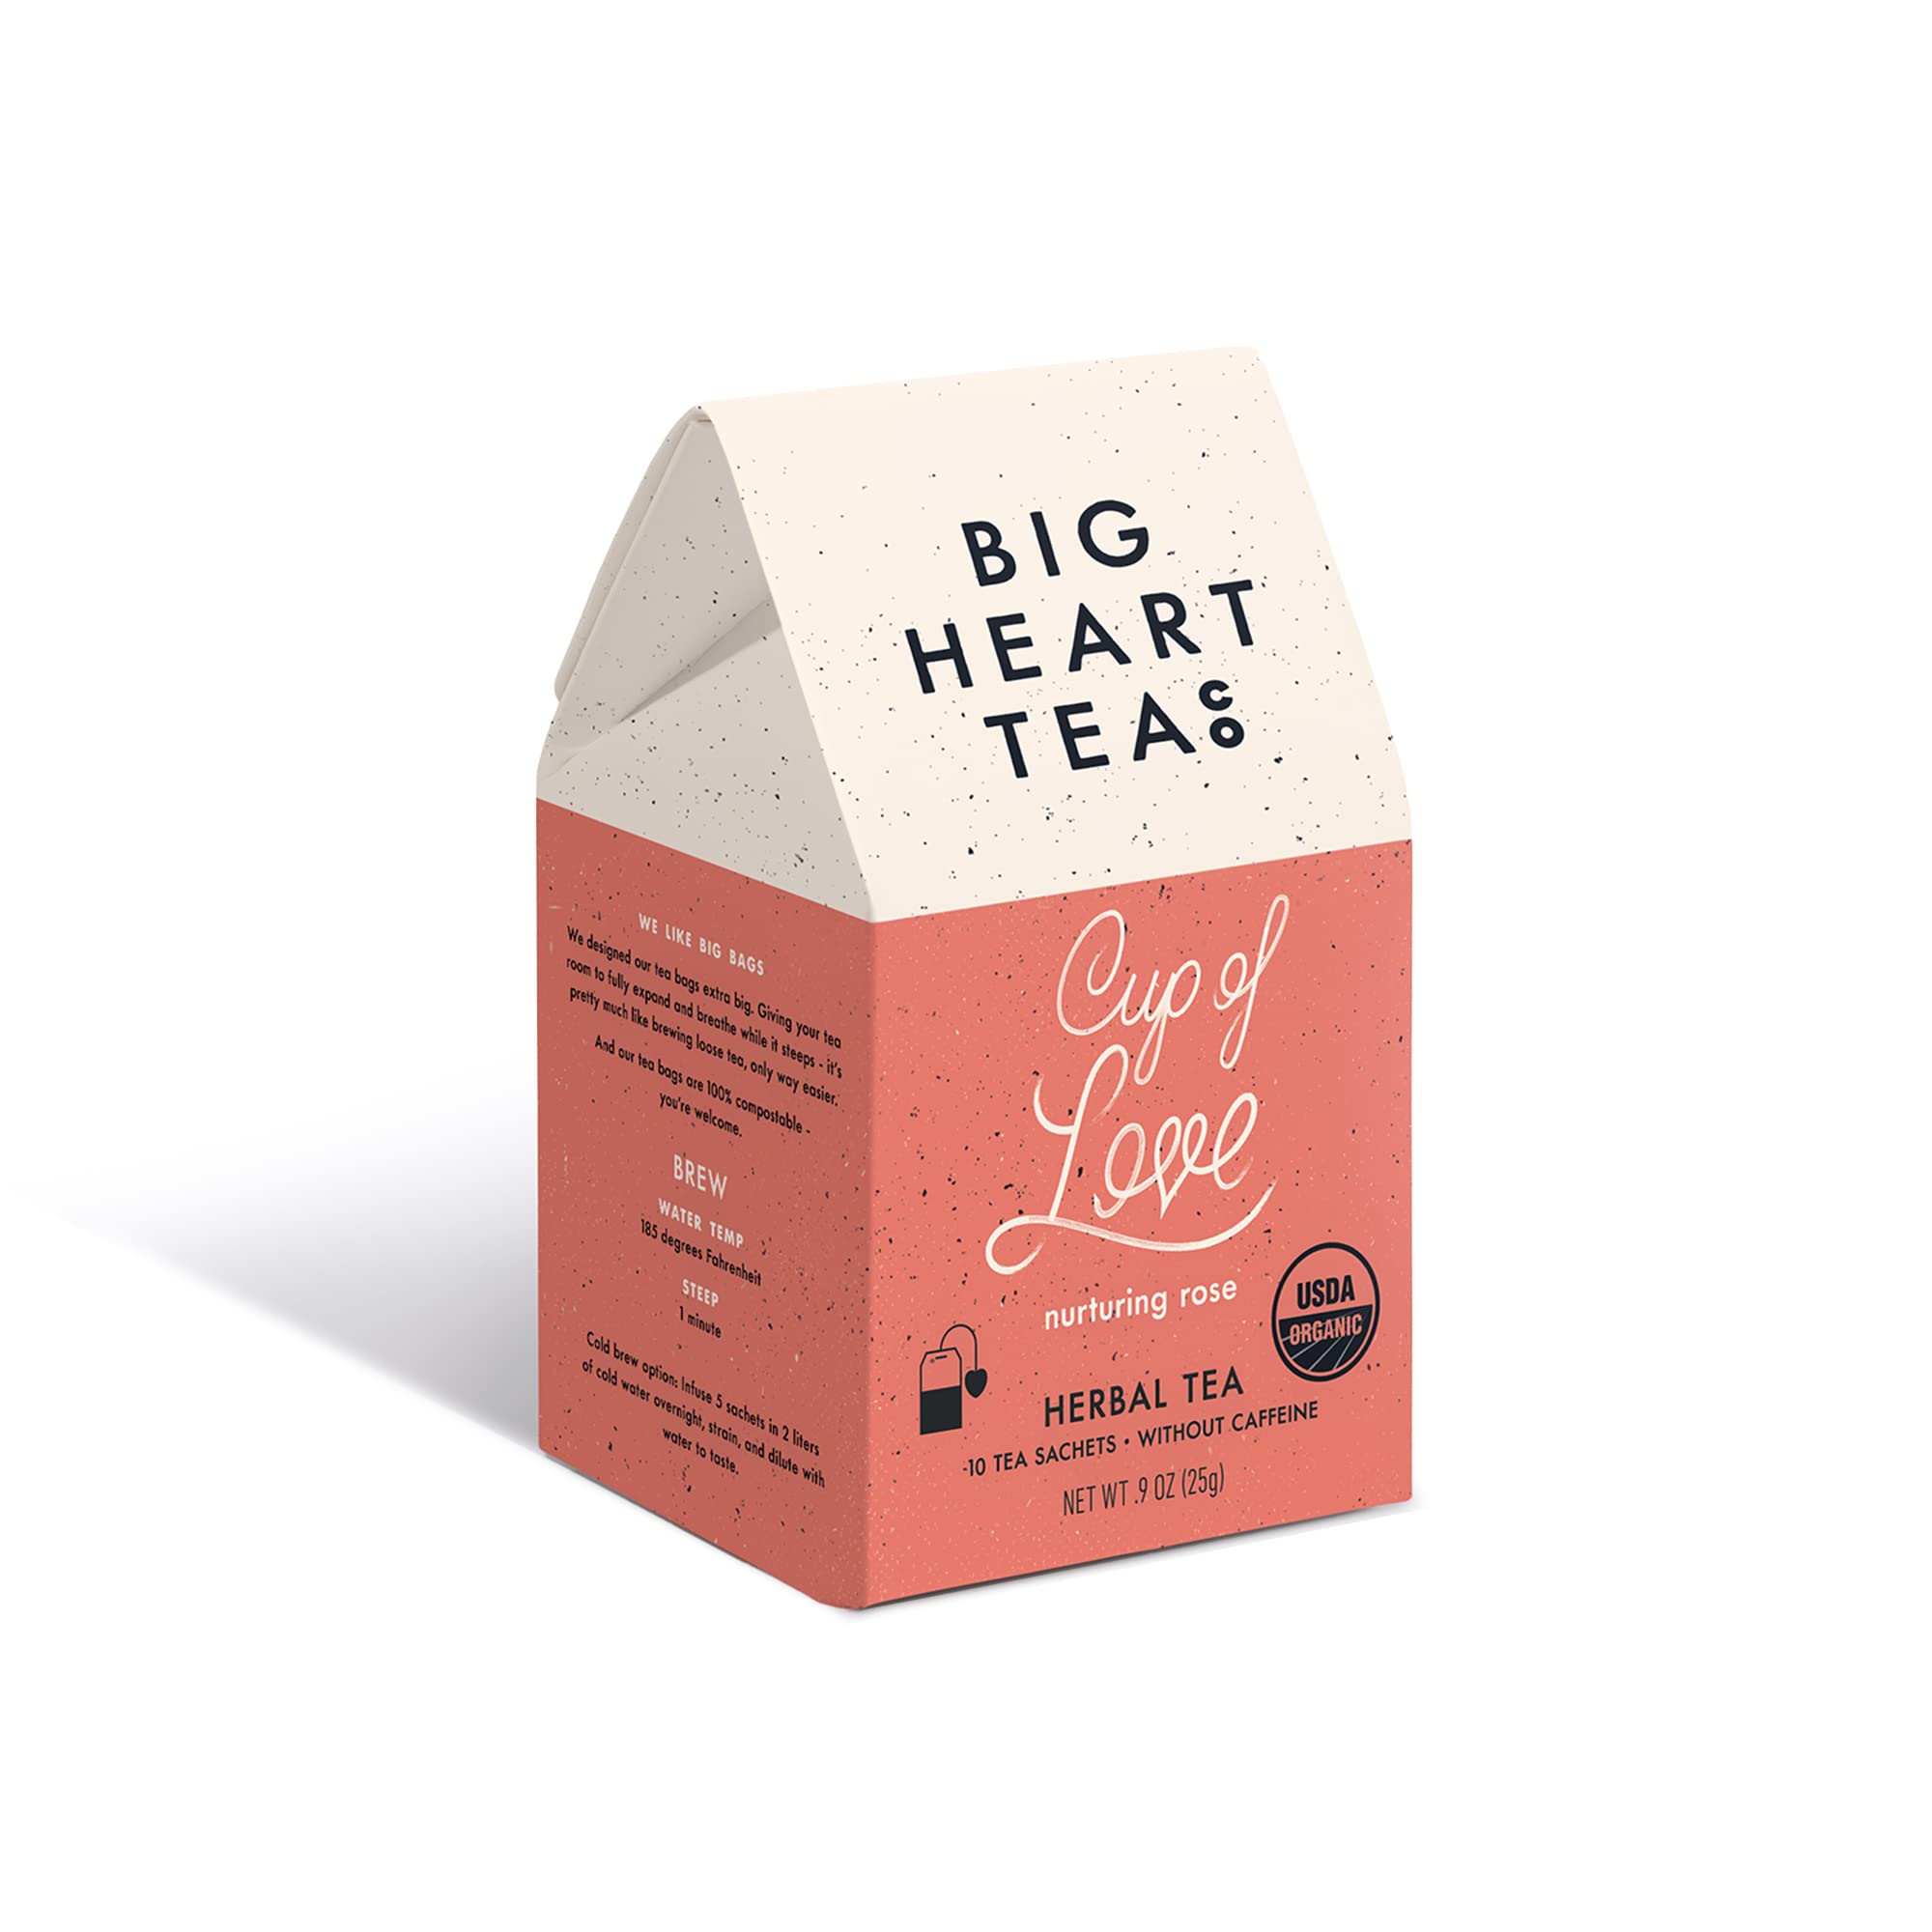 BIG
HEART
TEA CO
Cup of
Love
nurturing rose
USDA
ORGANIC
HERBAL TEA
10 TEA SACHETS • WITHOUT CAFFEINE
NET WT .9 OZ (25g)
WE LIKE BIG BAGS
We designed our tea bags extra big. Giving your tea
room to fully expand and breathe while it steeps - it's
pretty much like brewing loose tea, only way easier.
And our tea bags are 100% compostable -
you're welcome.
BREW
WATER TEMP
185 degrees Fahrenheit
STEEP
1 minute
Cold brew option: Infuse 5 sachets in 2 liters
of cold water overnight, strain, and dilute with
water to taste.